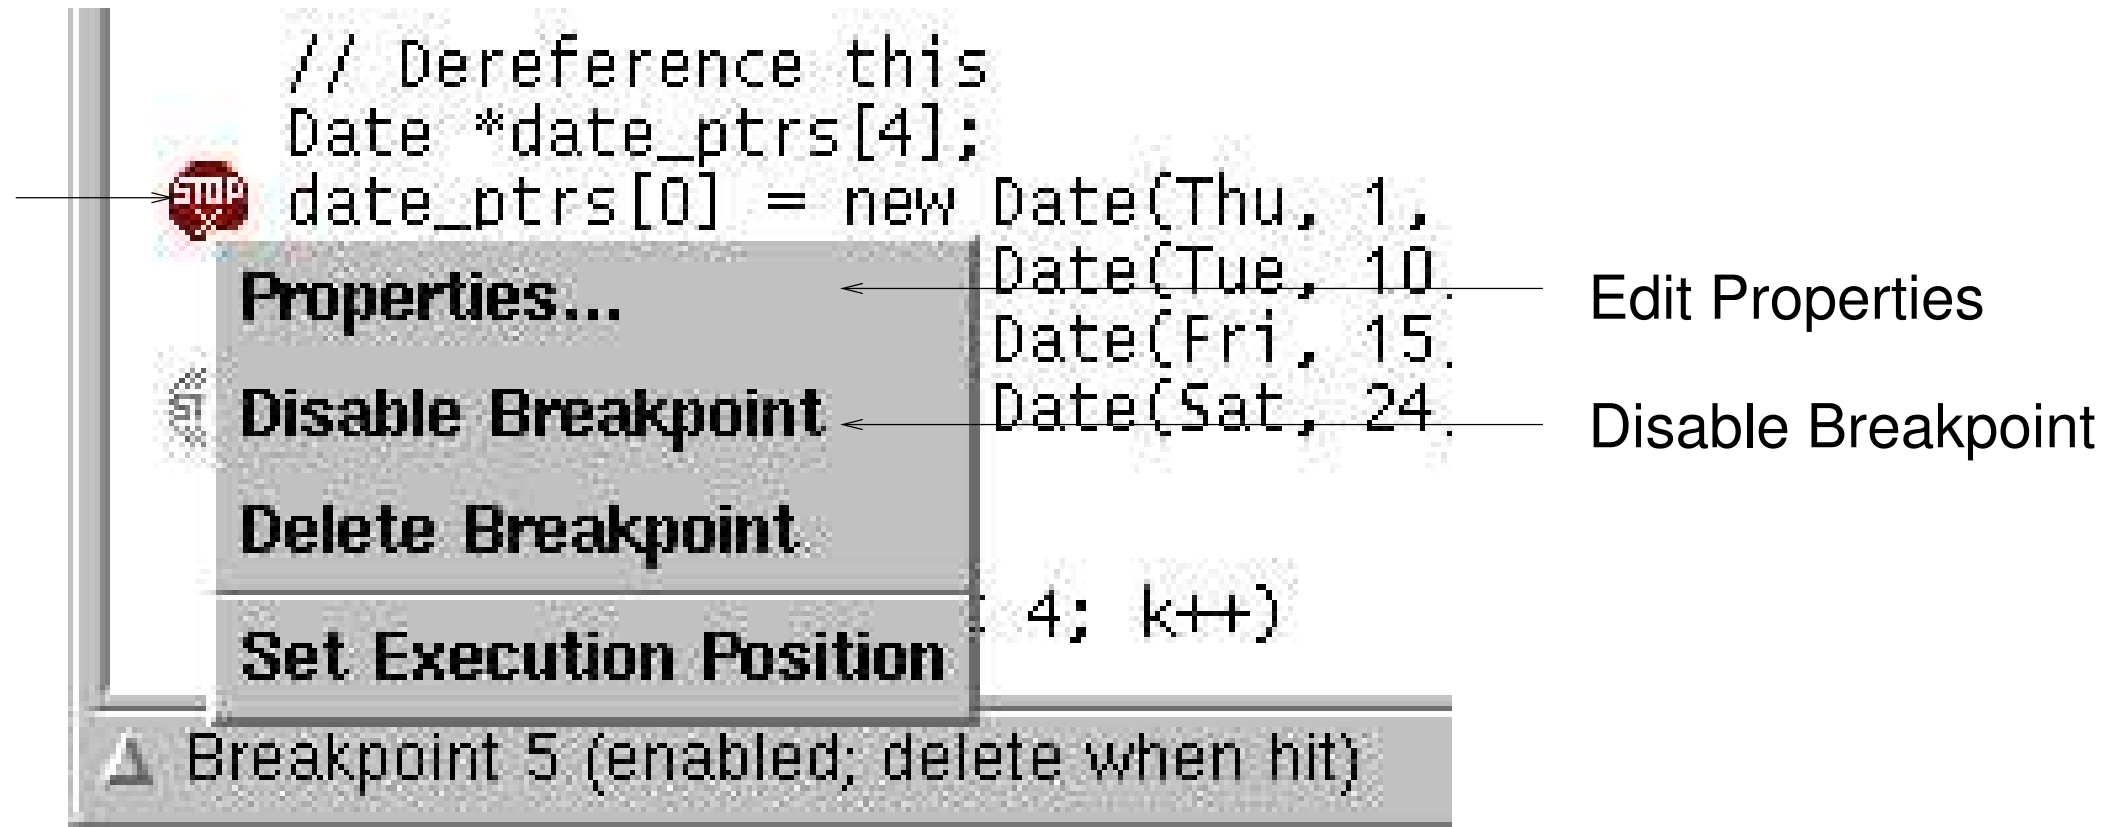 // Dereference this
Date *date_ptrs[4];
STOP date_ptrs[0] = new Date(Thu, 1,
Date(Tue, 10,
Properties... Edit Properties
Date(Fri, 15,
Disable Breakpoint Date(Sat, 24, Disable Breakpoint
Delete Breakpoint
4; k++)
Set Execution Position
Breakpoint 5 (enabled; delete when hit)